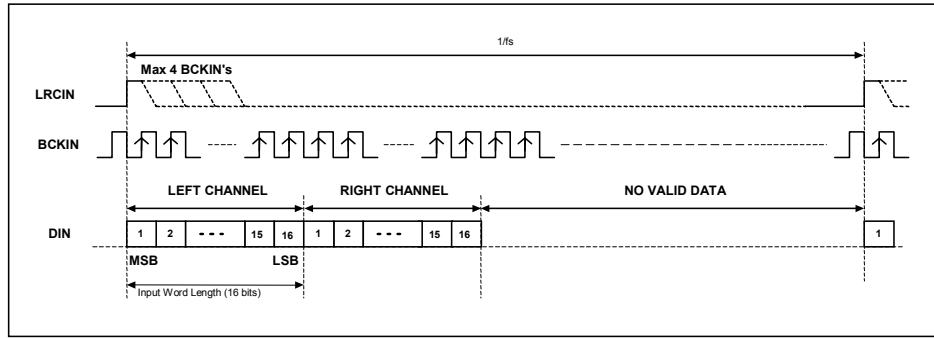 1/fs
Max 4 BCKIN's
LRCIN
BCKIN
LEFT CHANNEL RIGHT CHANNEL NO VALID DATA
DIN 1 2 15 16 1 2 15 16 1
MSB LSB
Input Word Length (16 bits)